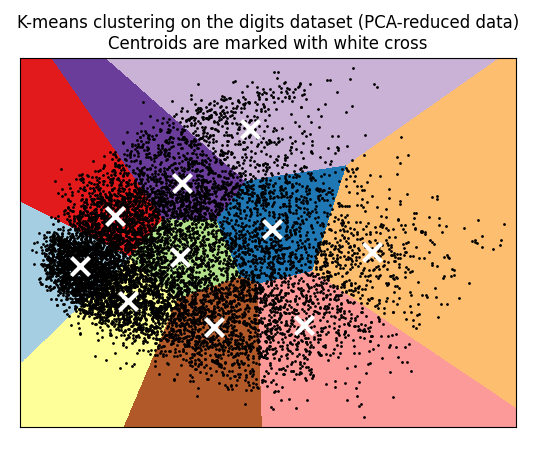 K-means clustering on the digits dataset (PCA-reduced data)
Centroids are marked with white cross